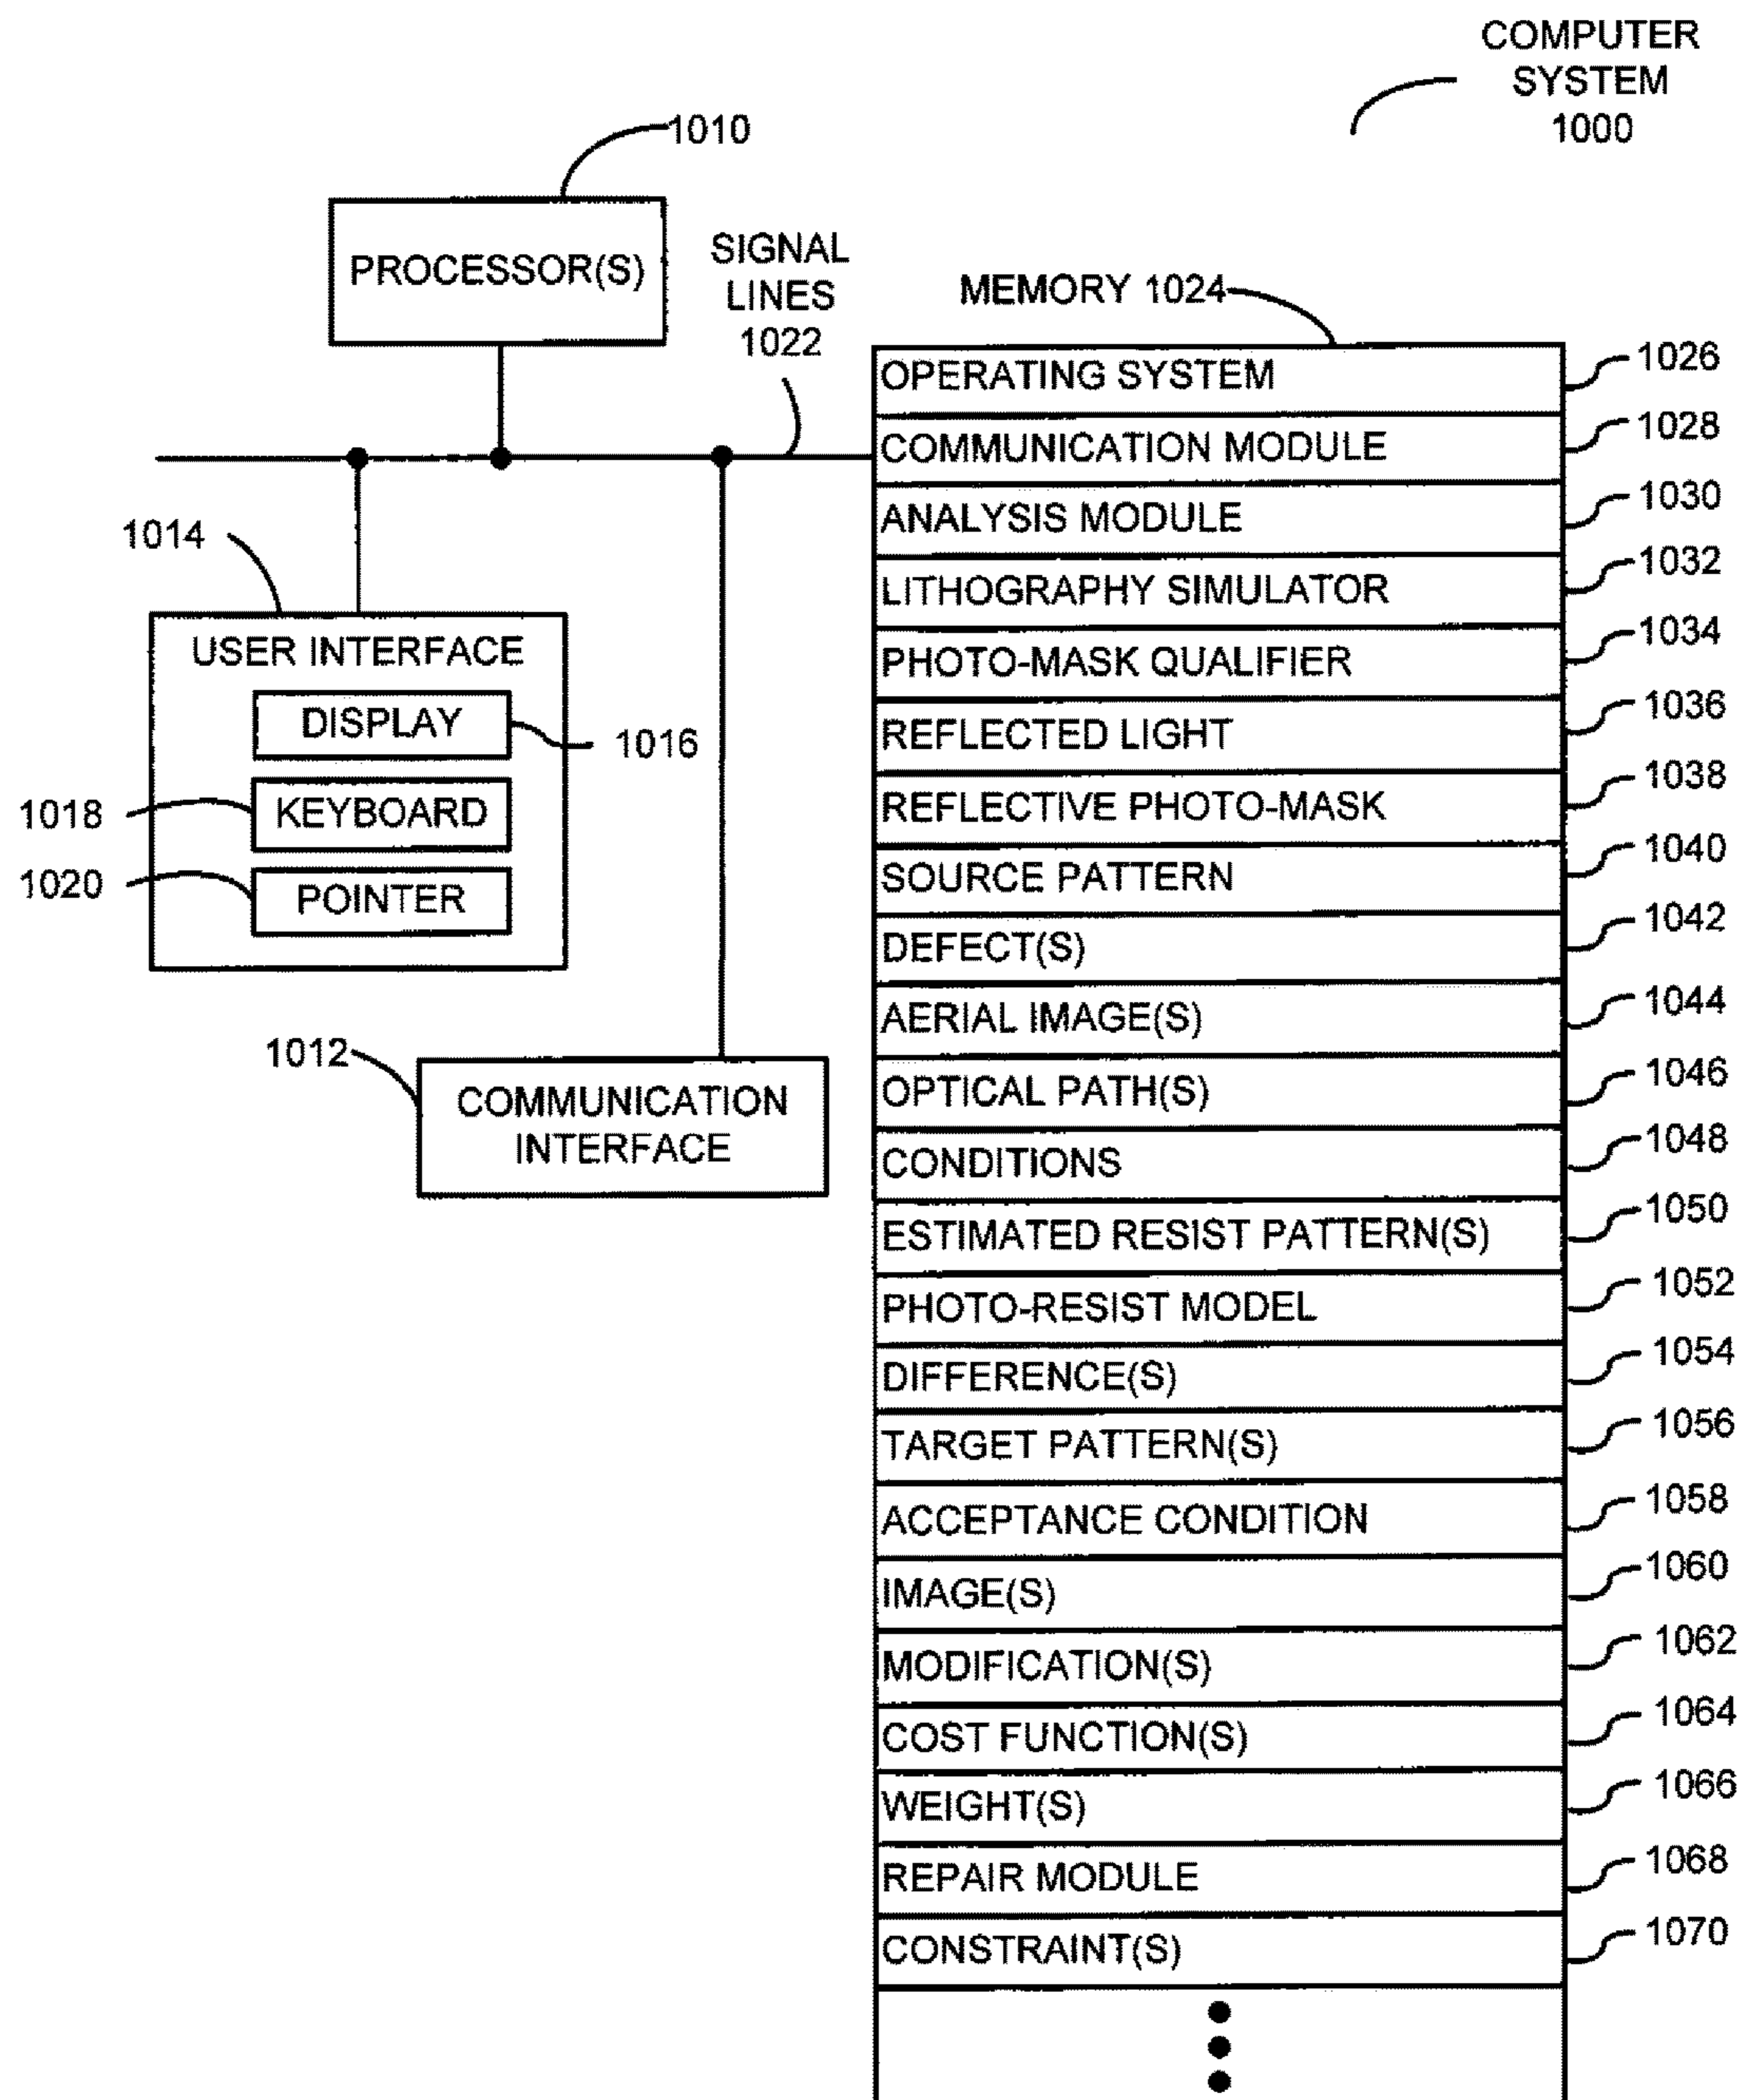 COMPUTER
SYSTEM
1000
1010
PROCESSOR(S)
SIGNAL
LINES
1022
MEMORY 1024
OPERATING SYSTEM
1026
COMMUNICATION MODULE
1028
ANALYSIS MODULE
1030
LITHOGRAPHY SIMULATOR
1032
PHOTO-MASK QUALIFIER
1034
REFLECTED LIGHT
1036
REFLECTIVE PHOTO-MASK
1038
SOURCE PATTERN
1040
DEFECT(S)
1042
AERIAL IMAGE(S)
1044
OPTICAL PATH(S)
1046
CONDITIONS
1048
ESTIMATED RESIST PATTERN(S)
1050
PHOTO-RESIST MODEL
1052
DIFFERENCE(S)
1054
TARGET PATTERN(S)
1056
ACCEPTANCE CONDITION
1058
IMAGE(S)
1060
MODIFICATION(S)
1062
COST FUNCTION(S)
1064
WEIGHT(S)
1066
REPAIR MODULE
1068
CONSTRAINT(S)
1070
1014
USER INTERFACE
DISPLAY
1016
1018
KEYBOARD
1020
POINTER
1012
COMMUNICATION
INTERFACE